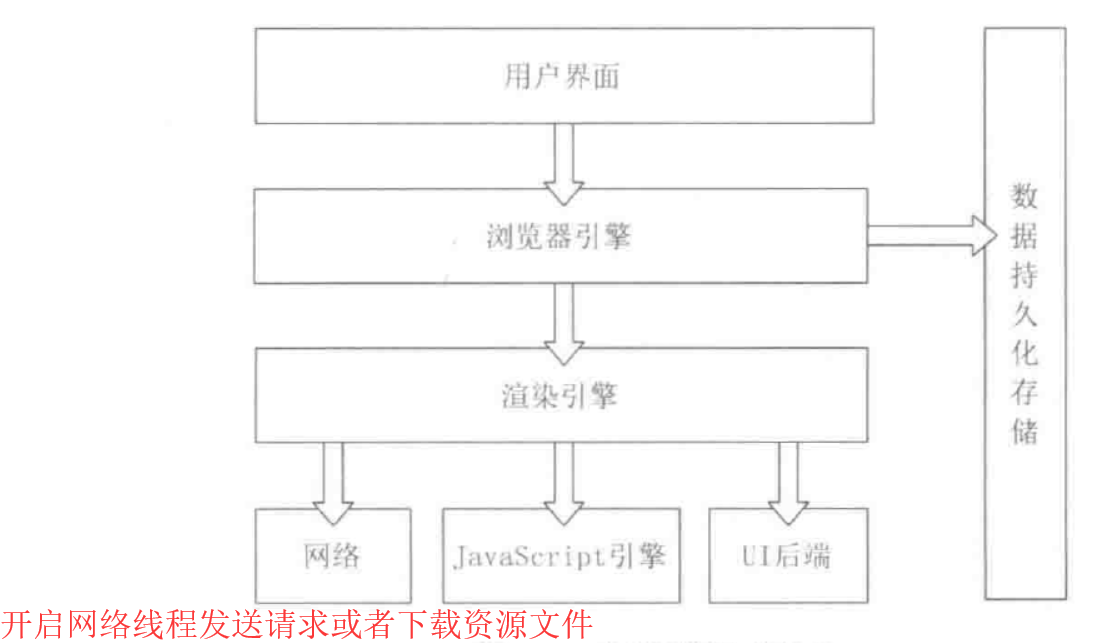 用户界面
浏览器引擎
数据持久化存储
渲染引擎
网络
JavaScript引擎
UI后端
开启网络线程发送请求或者下载资源文件